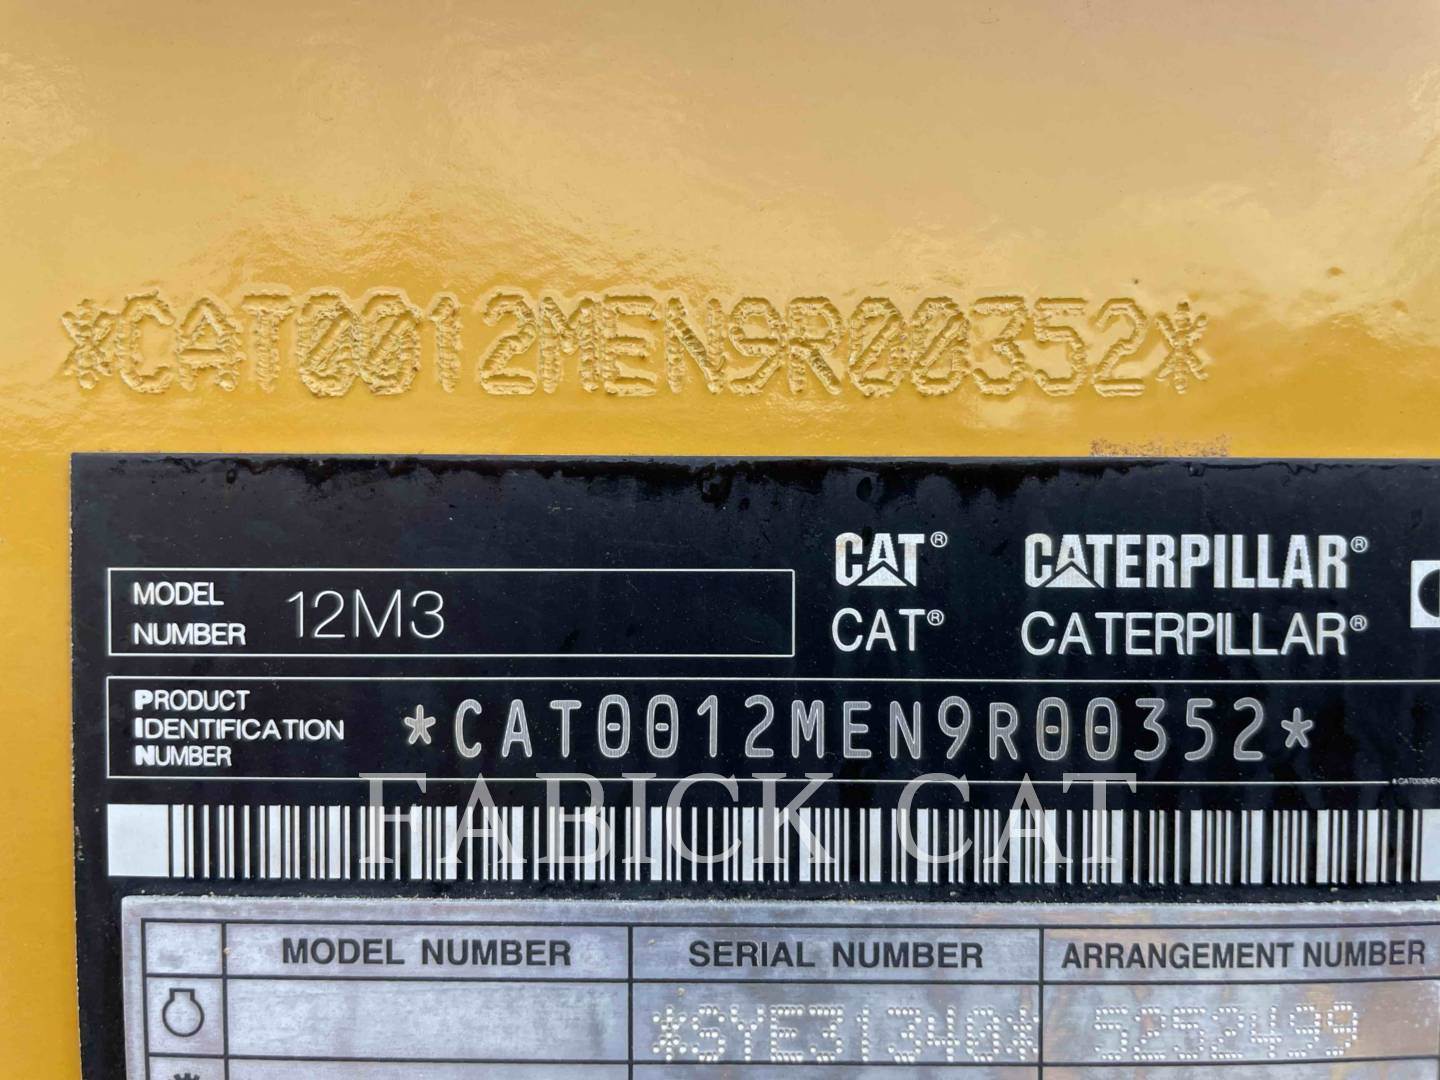 *CAT0012MEN9R00352*
CAT® CATERPILLAR®
MODEL NUMBER 12M3
CAT® CATERPILLAR®
PRODUCT IDENTIFICATION NUMBER *CAT0012MEN9R00352*
FABICK CAT
MODEL NUMBER SERIAL NUMBER ARRANGEMENT NUMBER
*SYE31340* 5252499